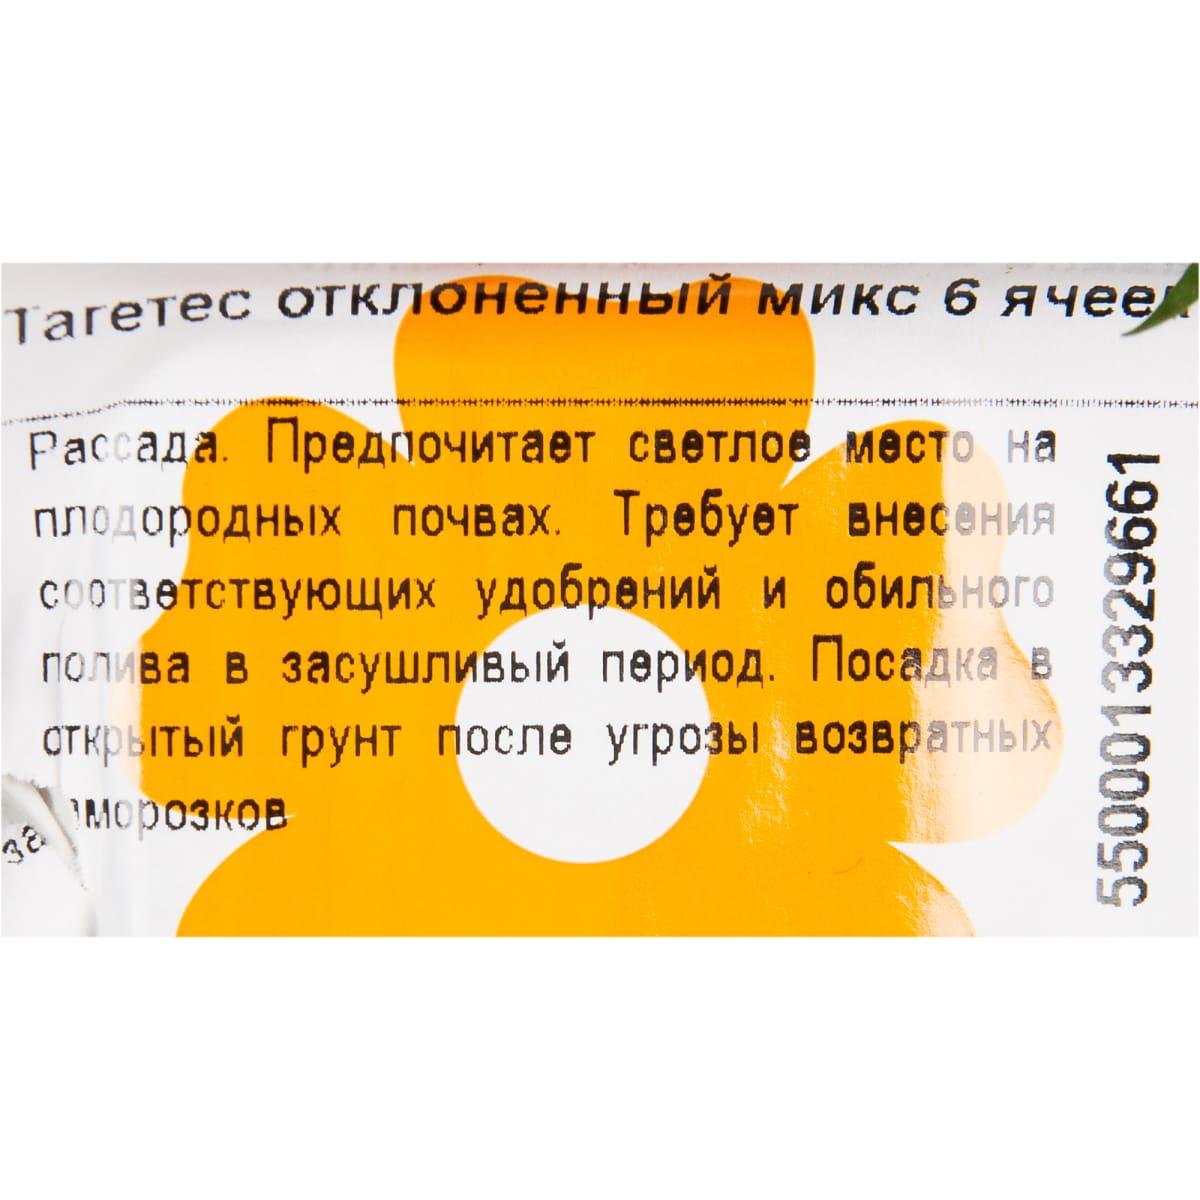 Тагетес отклоненный микс 6 ячеек
Рассада. Предпочитает светлое место на
плодородных почвах. Требует внесения
соответствующих удобрений и обильного
полива в засушливый период. Посадка в
открытый грунт после угрозы возвратных
заморозков
5500013329661